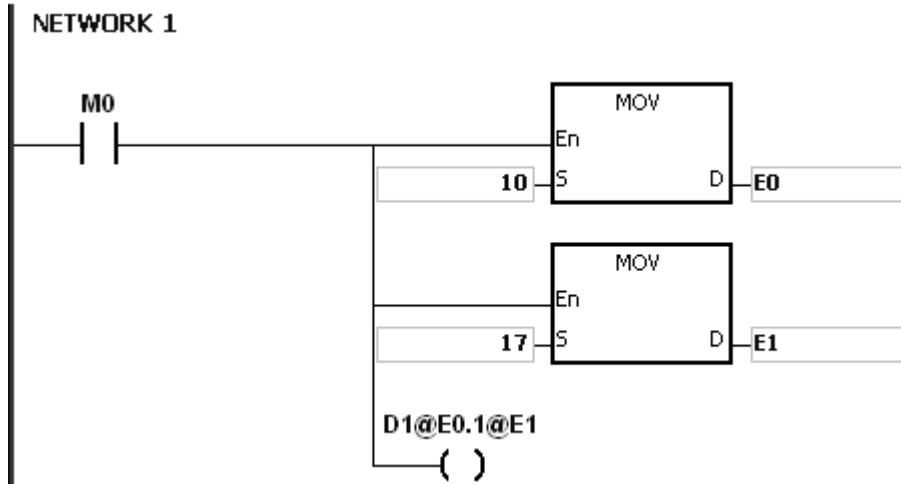 NETWORK 1
M0
MOV
En
10 S D E0
MOV
En
17 S D E1
D1@E0.1@E1